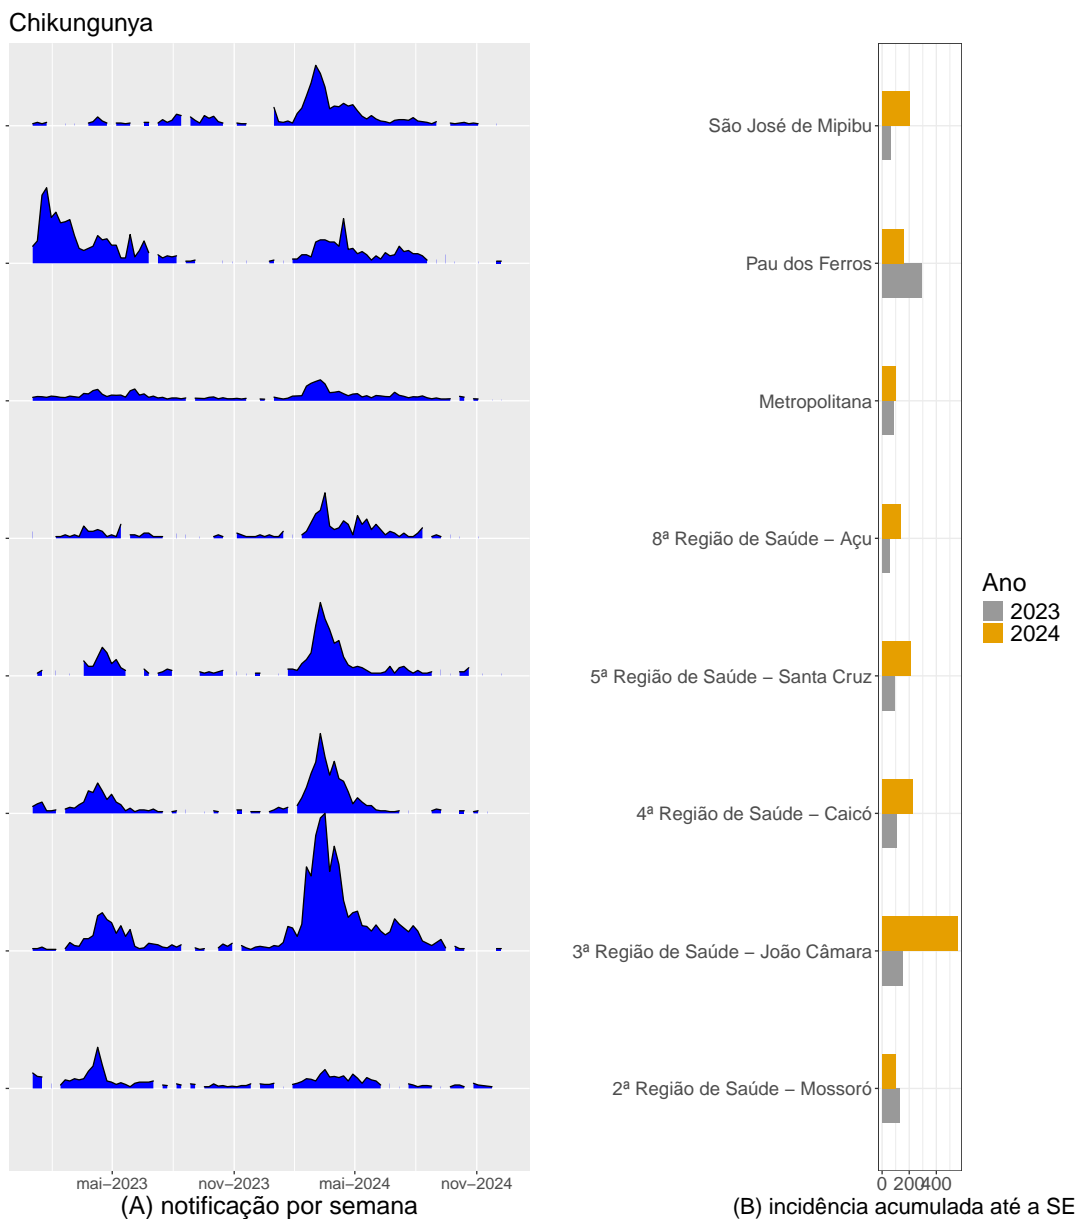 Chikungunya
São José de Mipibu
Pau dos Ferros
Metropolitana
8ª Região de Saúde – Açu
5ª Região de Saúde – Santa Cruz
4ª Região de Saúde – Caicó
3ª Região de Saúde – João Câmara
2ª Região de Saúde – Mossoró
Ano
2023
2024
mai–2023 nov–2023 mai–2024 nov–2024
0 200 400
(A) notificação por semana
(B) incidência acumulada até a SE